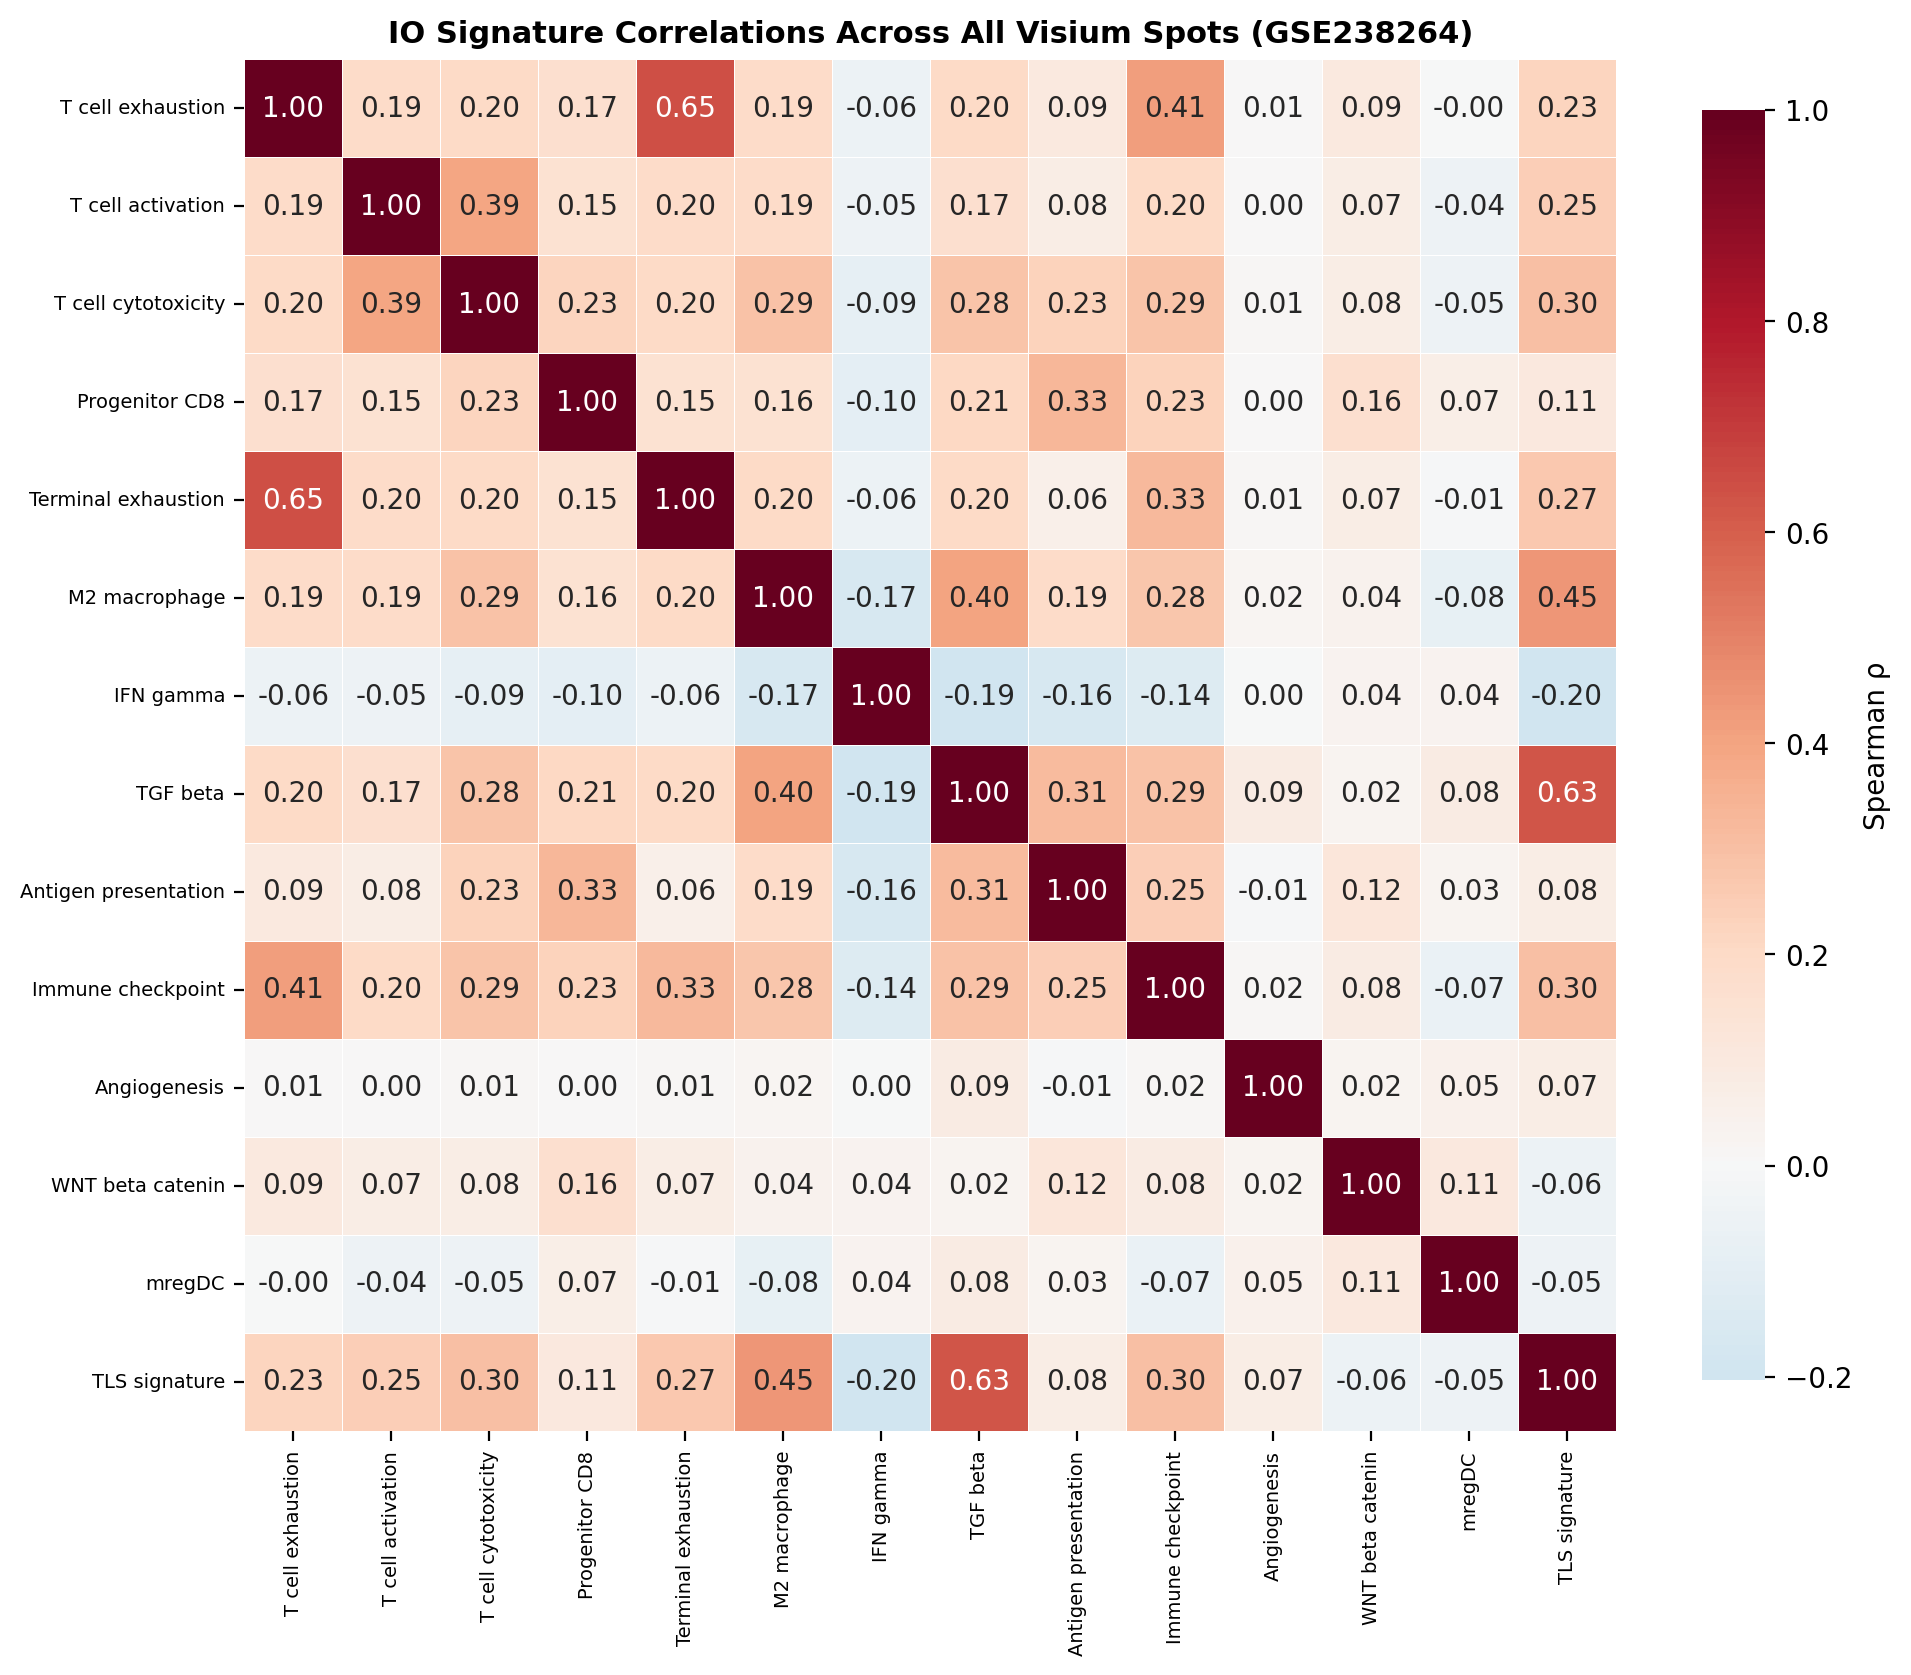 IO Signature Correlations Across All Visium Spots (GSE238264)
T cell exhaustion 1.00 0.19 0.20 0.17 0.65 0.19 -0.06 0.20 0.09 0.41 0.01 0.09 -0.00 0.23
T cell activation 0.19 1.00 0.39 0.15 0.20 0.19 -0.05 0.17 0.08 0.20 0.00 0.07 -0.04 0.25
T cell cytotoxicity 0.20 0.39 1.00 0.23 0.20 0.29 -0.09 0.28 0.23 0.29 0.01 0.08 -0.05 0.30
Progenitor CD8 0.17 0.15 0.23 1.00 0.15 0.16 -0.10 0.21 0.33 0.23 0.00 0.16 0.07 0.11
Terminal exhaustion 0.65 0.20 0.20 0.15 1.00 0.20 -0.06 0.20 0.06 0.33 0.01 0.07 -0.01 0.27
M2 macrophage 0.19 0.19 0.29 0.16 0.20 1.00 -0.17 0.40 0.19 0.28 0.02 0.04 -0.08 0.45
IFN gamma -0.06 -0.05 -0.09 -0.10 -0.06 -0.17 1.00 -0.19 -0.16 -0.14 0.00 0.04 0.04 -0.20
TGF beta 0.20 0.17 0.28 0.21 0.20 0.40 -0.19 1.00 0.31 0.29 0.09 0.02 0.08 0.63
Antigen presentation 0.09 0.08 0.23 0.33 0.06 0.19 -0.16 0.31 1.00 0.25 -0.01 0.12 0.03 0.08
Immune checkpoint 0.41 0.20 0.29 0.23 0.33 0.28 -0.14 0.29 0.25 1.00 0.02 0.08 -0.07 0.30
Angiogenesis 0.01 0.00 0.01 0.00 0.01 0.02 0.00 0.09 -0.01 0.02 1.00 0.02 0.05 0.07
WNT beta catenin 0.09 0.07 0.08 0.16 0.07 0.04 0.04 0.02 0.12 0.08 0.02 1.00 0.11 -0.06
mregDC -0.00 -0.04 -0.05 0.07 -0.01 -0.08 0.04 0.08 0.03 -0.07 0.05 0.11 1.00 -0.05
TLS signature 0.23 0.25 0.30 0.11 0.27 0.45 -0.20 0.63 0.08 0.30 0.07 -0.06 -0.05 1.00
T cell exhaustion
T cell activation
T cell cytotoxicity
Progenitor CD8
Terminal exhaustion
M2 macrophage
IFN gamma
TGF beta
Antigen presentation
Immune checkpoint
Angiogenesis
WNT beta catenin
mregDC
TLS signature
1.0
0.8
0.6
0.4
0.2
0.0
−0.2
Spearman ρ